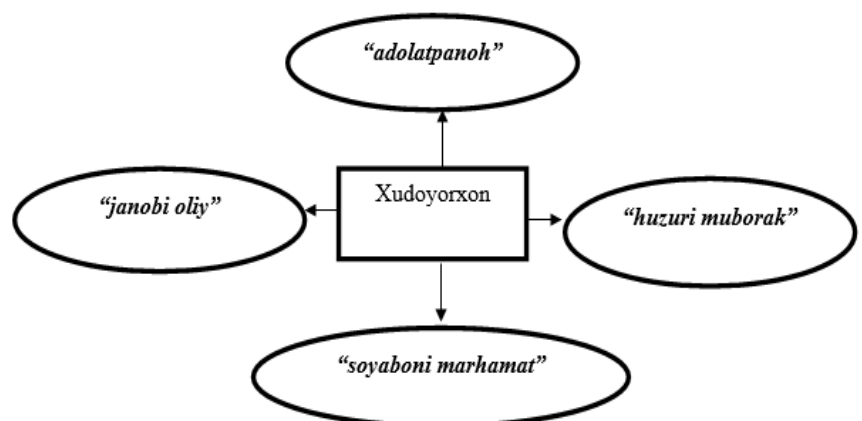 “adolatpanoh”
“janobi oliy”
Xudoyorxon
“huzuri muborak”
“soyaboni marhamat”